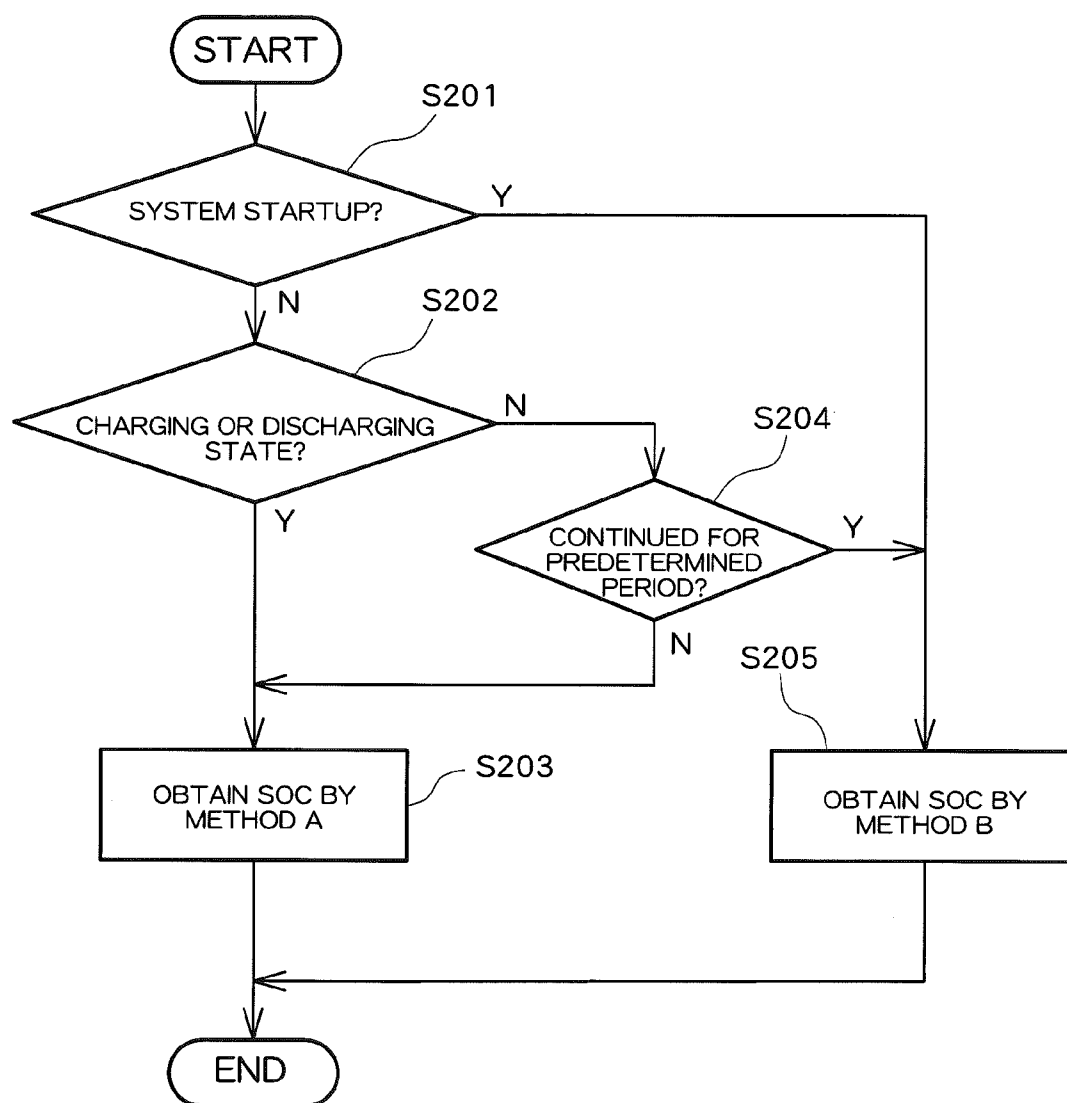 START
S201
SYSTEM STARTUP?
Y
N
S202
CHARGING OR DISCHARGING
STATE?
N
Y
S204
CONTINUED FOR
PREDETERMINED
PERIOD?
Y
N
S205
S203
OBTAIN SOC BY
METHOD A
OBTAIN SOC BY
METHOD B
END